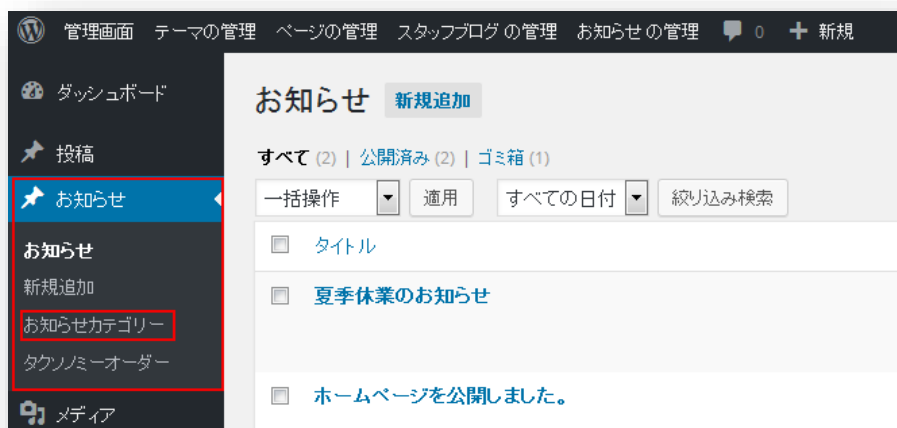 管理画面 テーマの管理 ページの管理 スタッフブログ の管理 お知らせ の管理 0 新規
ダッシュボード
投稿
お知らせ
お知らせ
新規追加
お知らせカテゴリー
タクソノミーオーダー
メディア
お知らせ 新規追加
すべて (2) | 公開済み (2) | ゴミ箱 (1)
一括操作 適用 すべての日付 絞り込み検索
タイトル
夏季休業のお知らせ
ホームページを公開しました。